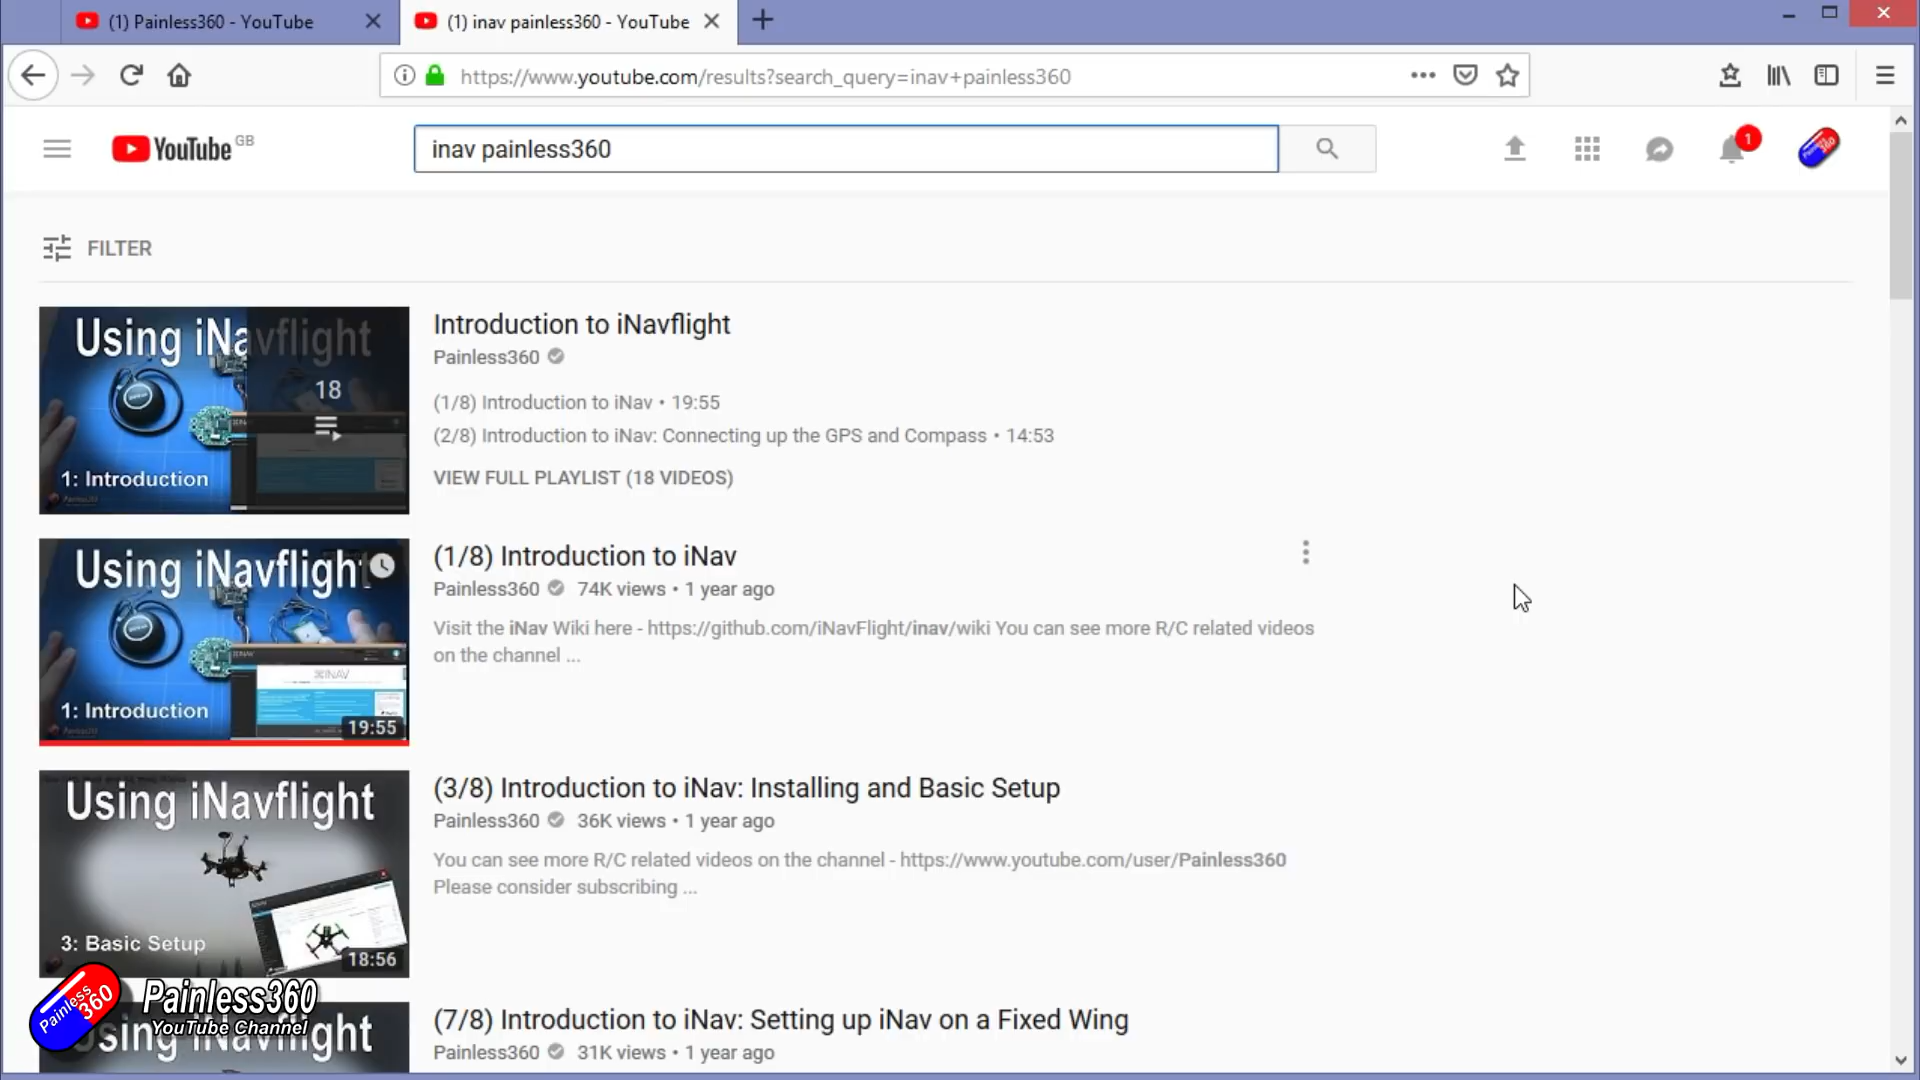 (1) Painless360 - YouTube
(1) inav painless360 - YouTube
https://www.youtube.com/results?search_query=inav+painless360
YouTube GB
inav painless360
1
FILTER
Using iNavflight
18
1: Introduction
Introduction to iNavflight
Painless360
(1/8) Introduction to iNav • 19:55
(2/8) Introduction to iNav: Connecting up the GPS and Compass • 14:53
VIEW FULL PLAYLIST (18 VIDEOS)
Using iNavflight
INAV
1: Introduction
19:55
(1/8) Introduction to iNav
Painless360 74K views • 1 year ago
Visit the iNav Wiki here - https://github.com/iNavFlight/inav/wiki You can see more R/C related videos
on the channel ...
Using iNavflight
3: Basic Setup
18:56
(3/8) Introduction to iNav: Installing and Basic Setup
Painless360 36K views • 1 year ago
You can see more R/C related videos on the channel - https://www.youtube.com/user/Painless360
Please consider subscribing ...
Painless360
Painless360
YouTube Channel
Using iNavflight
(7/8) Introduction to iNav: Setting up iNav on a Fixed Wing
Painless360 31K views • 1 year ago